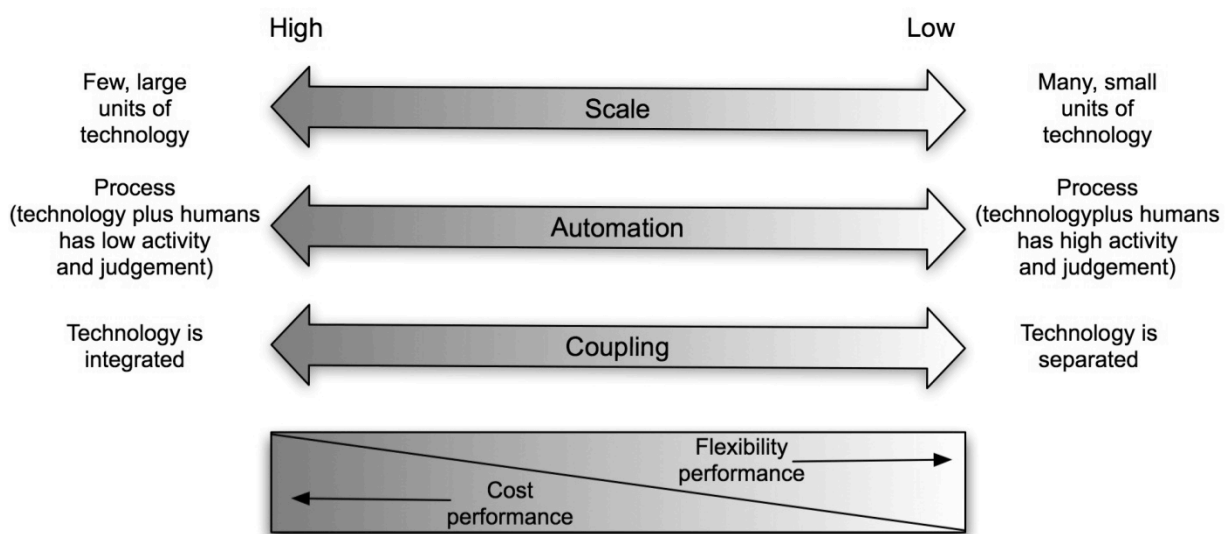 High
Low
Few, large
units of
technology
Scale
Many, small
units of
technology
Process
(technology plus humans
has low activity
and judgement)
Automation
Process
(technologyplus humans
has high activity
and judgement)
Technology is
integrated
Coupling
Technology is
separated
Flexibility
performance
Cost
performance